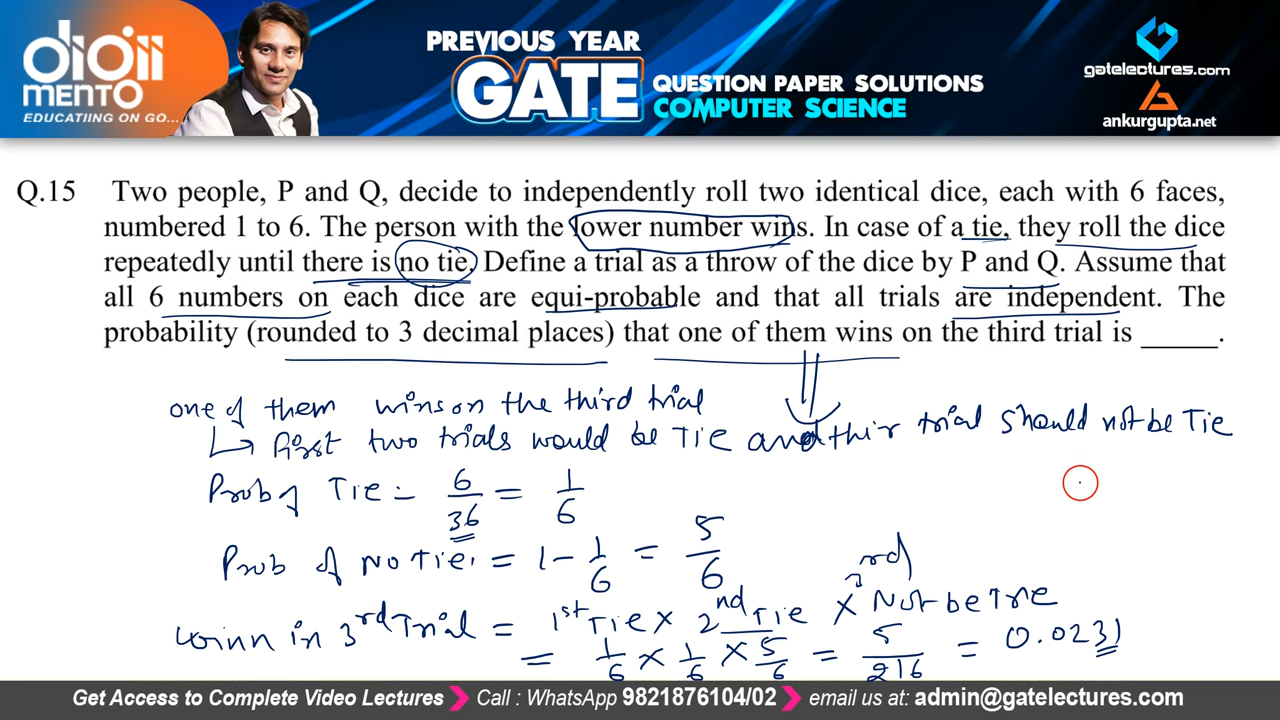 digiimento
EDUCATIING ON GO...
PREVIOUS YEAR
GATE
QUESTION PAPER SOLUTIONS
COMPUTER SCIENCE
gatelectures.com
ankurgupta.net
Q.15 Two people, P and Q, decide to independently roll two identical dice, each with 6 faces,
numbered 1 to 6. The person with the lower number wins. In case of a tie, they roll the dice
repeatedly until there is no tie. Define a trial as a throw of the dice by P and Q. Assume that
all 6 numbers on each dice are equi-probable and that all trials are independent. The
probability (rounded to 3 decimal places) that one of them wins on the third trial is _____.
one of them wins on the third trial
↳ first two trials would be TIE and thir trial should not be Tie
Prob of TIE = 6/36 = 1/6
Prob of NO TIE. = 1 - 1/6 = 5/6
winn in 3rd Trial = 1st TIE × 2nd TIE × 3rd Not be TIE
= 1/6 × 1/6 × 5/6 = 5/216 = 0.0231
Get Access to Complete Video Lectures Call : WhatsApp 9821876104/02 email us at: admin@gatelectures.com